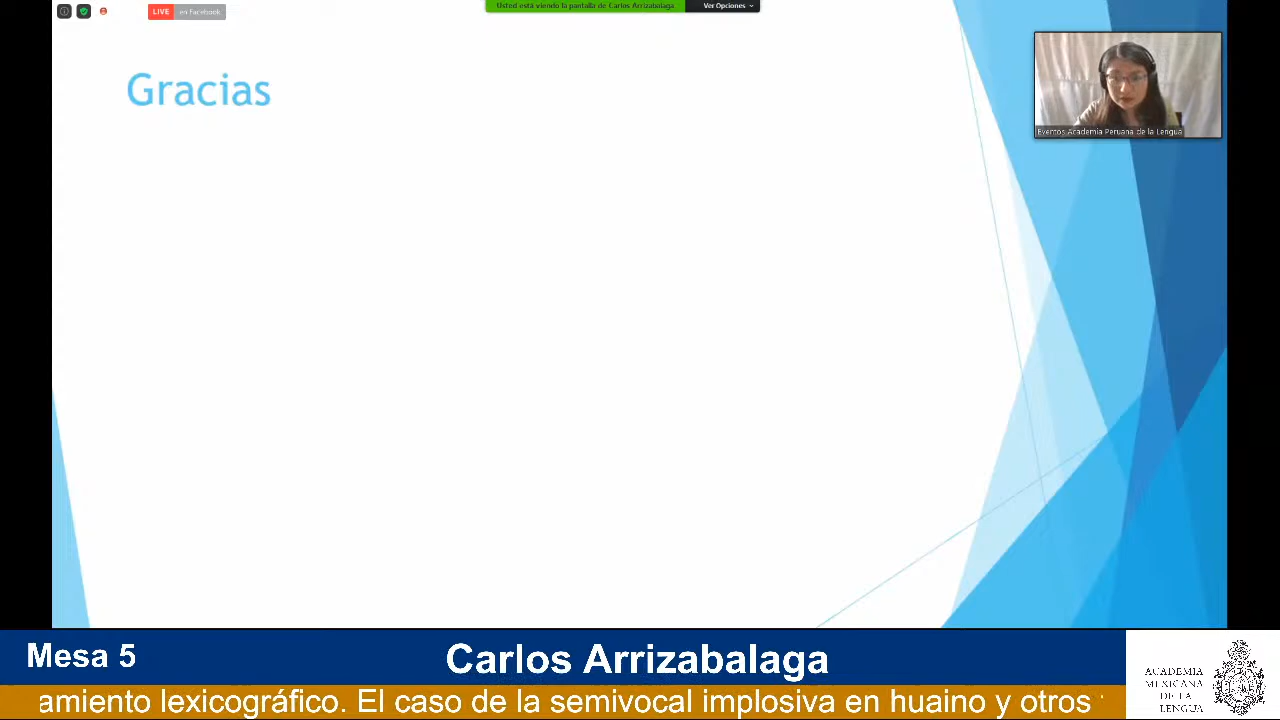 LIVE en Facebook
Usted está viendo la pantalla de Carlos Arrizabalaga
Ver Opciones
Gracias
Eventos Academia Peruana de la Lengua
Mesa 5
Carlos Arrizabalaga
amiento lexicográfico. El caso de la semivocal implosiva en huaino y otros
ACADEMIA
MEXICANA
DE LA
LENGUA